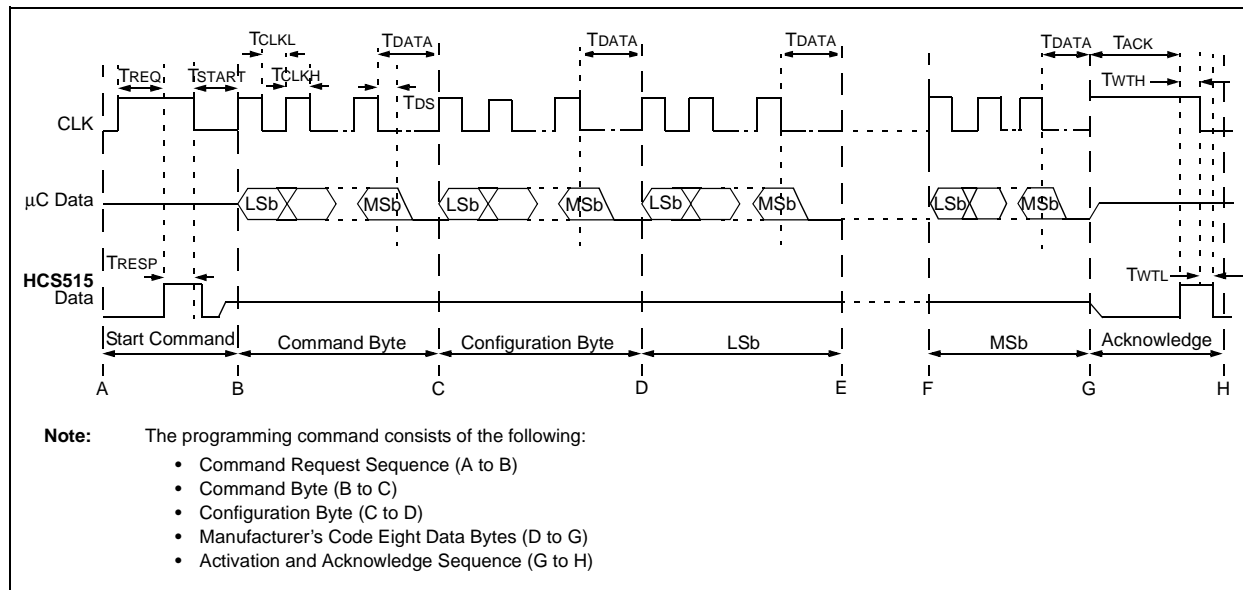 TCLKL TDATA TDATA TDATA TDATA TACK
TREQ TSTART TCLKH TWTH
TDS
CLK
μC Data LSb MSb LSb MSb LSb MSb LSb MSb
TRESP
HCS515 TWTL
Data
Start Command Command Byte Configuration Byte LSb MSb Acknowledge
A B C D E F G H
Note: The programming command consists of the following:
• Command Request Sequence (A to B)
• Command Byte (B to C)
• Configuration Byte (C to D)
• Manufacturer's Code Eight Data Bytes (D to G)
• Activation and Acknowledge Sequence (G to H)